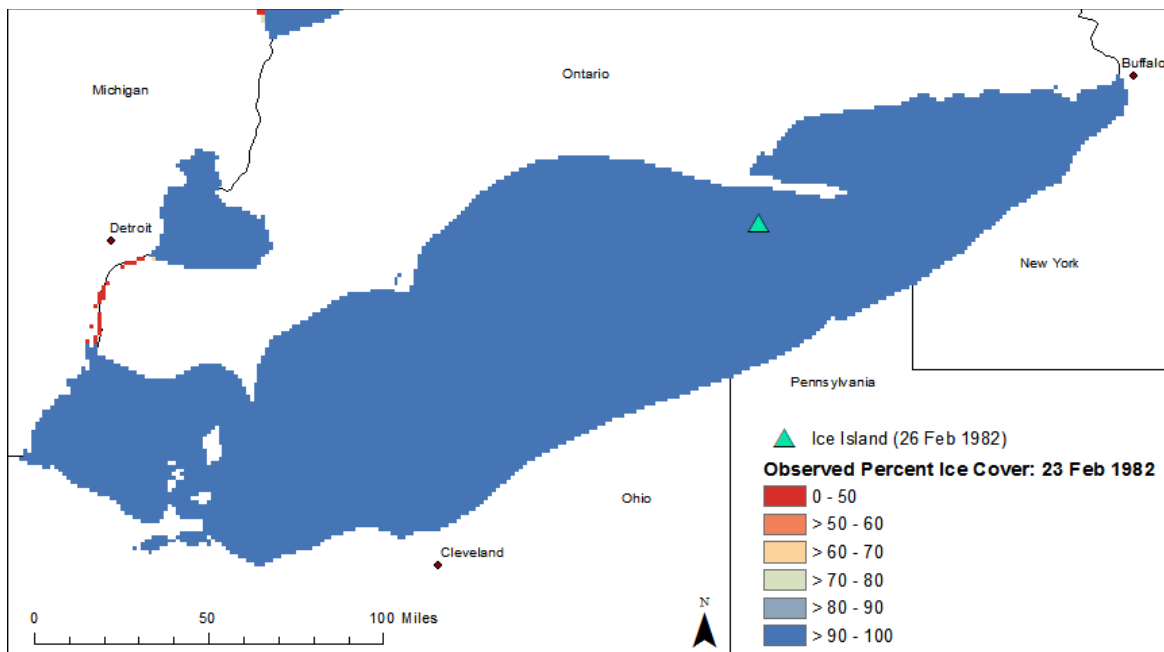 Buffalo
Ontario
Michigan
Detroit
New York
Pennsylvania
Ice Island (26 Feb 1982)
Observed Percent Ice Cover: 23 Feb 1982
0 - 50
> 50 - 60
> 60 - 70
> 70 - 80
> 80 - 90
> 90 - 100
Ohio
Cleveland
N
0 50 100 Miles